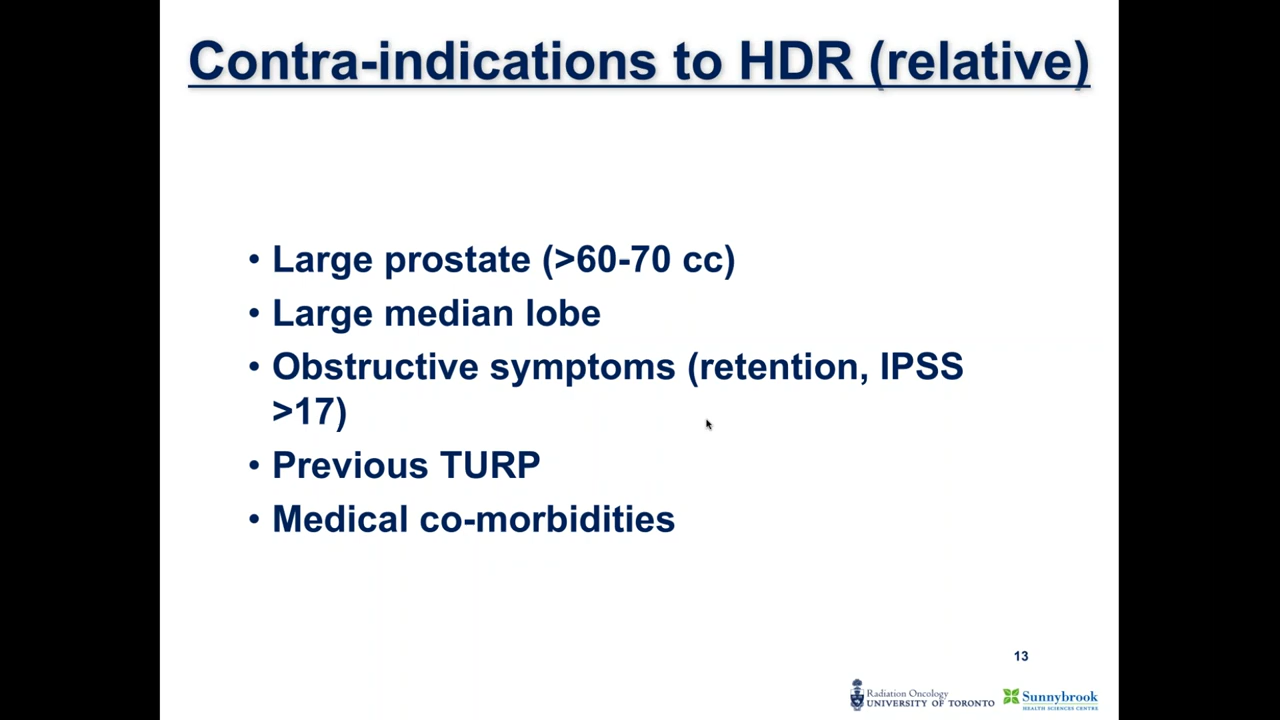 Contra-indications to HDR (relative)
• Large prostate (>60-70 cc)
• Large median lobe
• Obstructive symptoms (retention, IPSS
>17)
• Previous TURP
• Medical co-morbidities
13
Radiation Oncology
UNIVERSITY OF TORONTO
Sunnybrook
HEALTH SCIENCES CENTRE